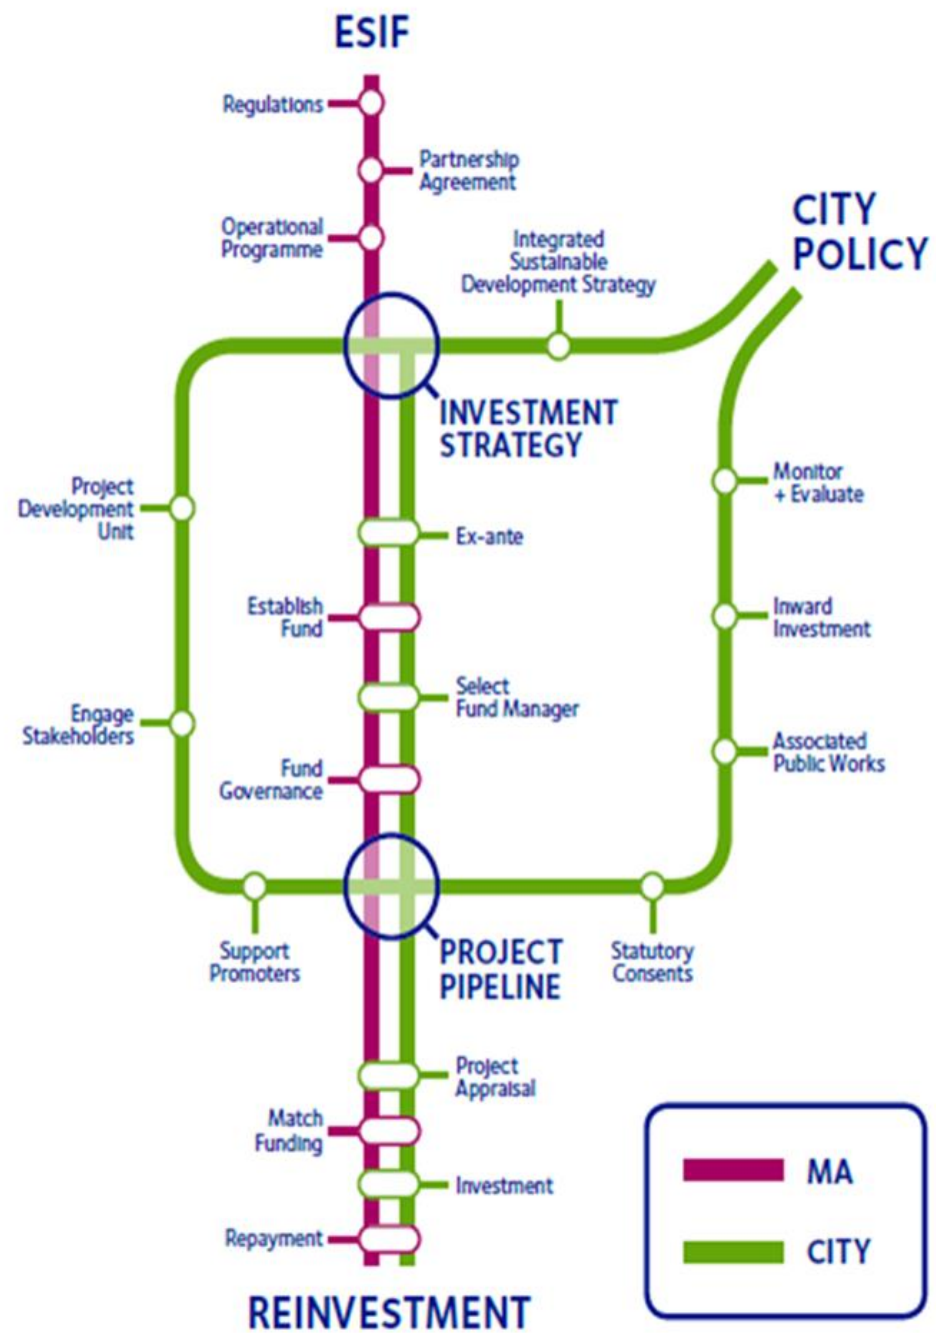 ESIF
Regulations
Partnership
Agreement
Operational
Programme
CITY
POLICY
Integrated
Sustainable
Development Strategy
INVESTMENT
STRATEGY
Project
Development
Unit
Monitor
+ Evaluate
Ex-ante
Establish
Fund
Inward
Investment
Select
Fund Manager
Engage
Stakeholders
Fund
Governance
Associated
Public Works
Support
Promoters
PROJECT
PIPELINE
Statutory
Consents
Project
Appraisal
Match
Funding
Investment
Repayment
REINVESTMENT
MA
CITY